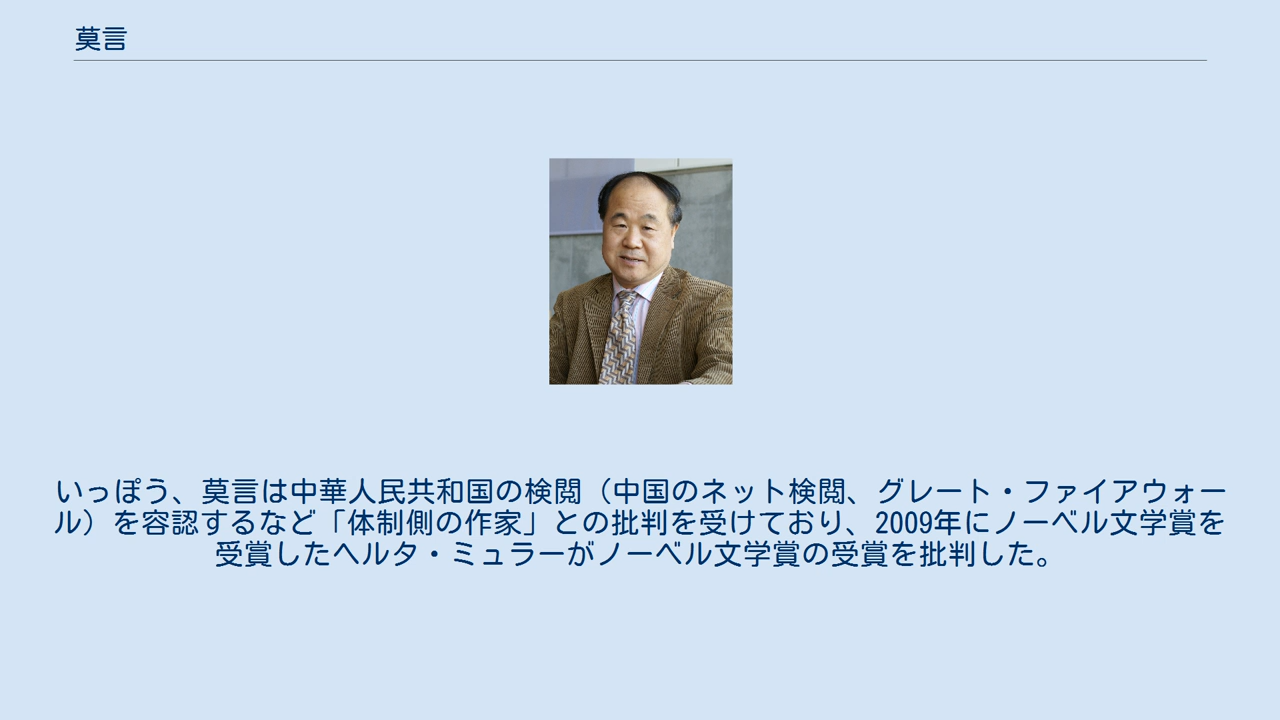 莫言
いっぽう、莫言は中華人民共和国の検閲（中国のネット検閲、グレート・ファイアウォー
ル）を容認するなど「体制側の作家」との批判を受けており、2009年にノーベル文学賞を
受賞したヘルタ・ミュラーがノーベル文学賞の受賞を批判した。